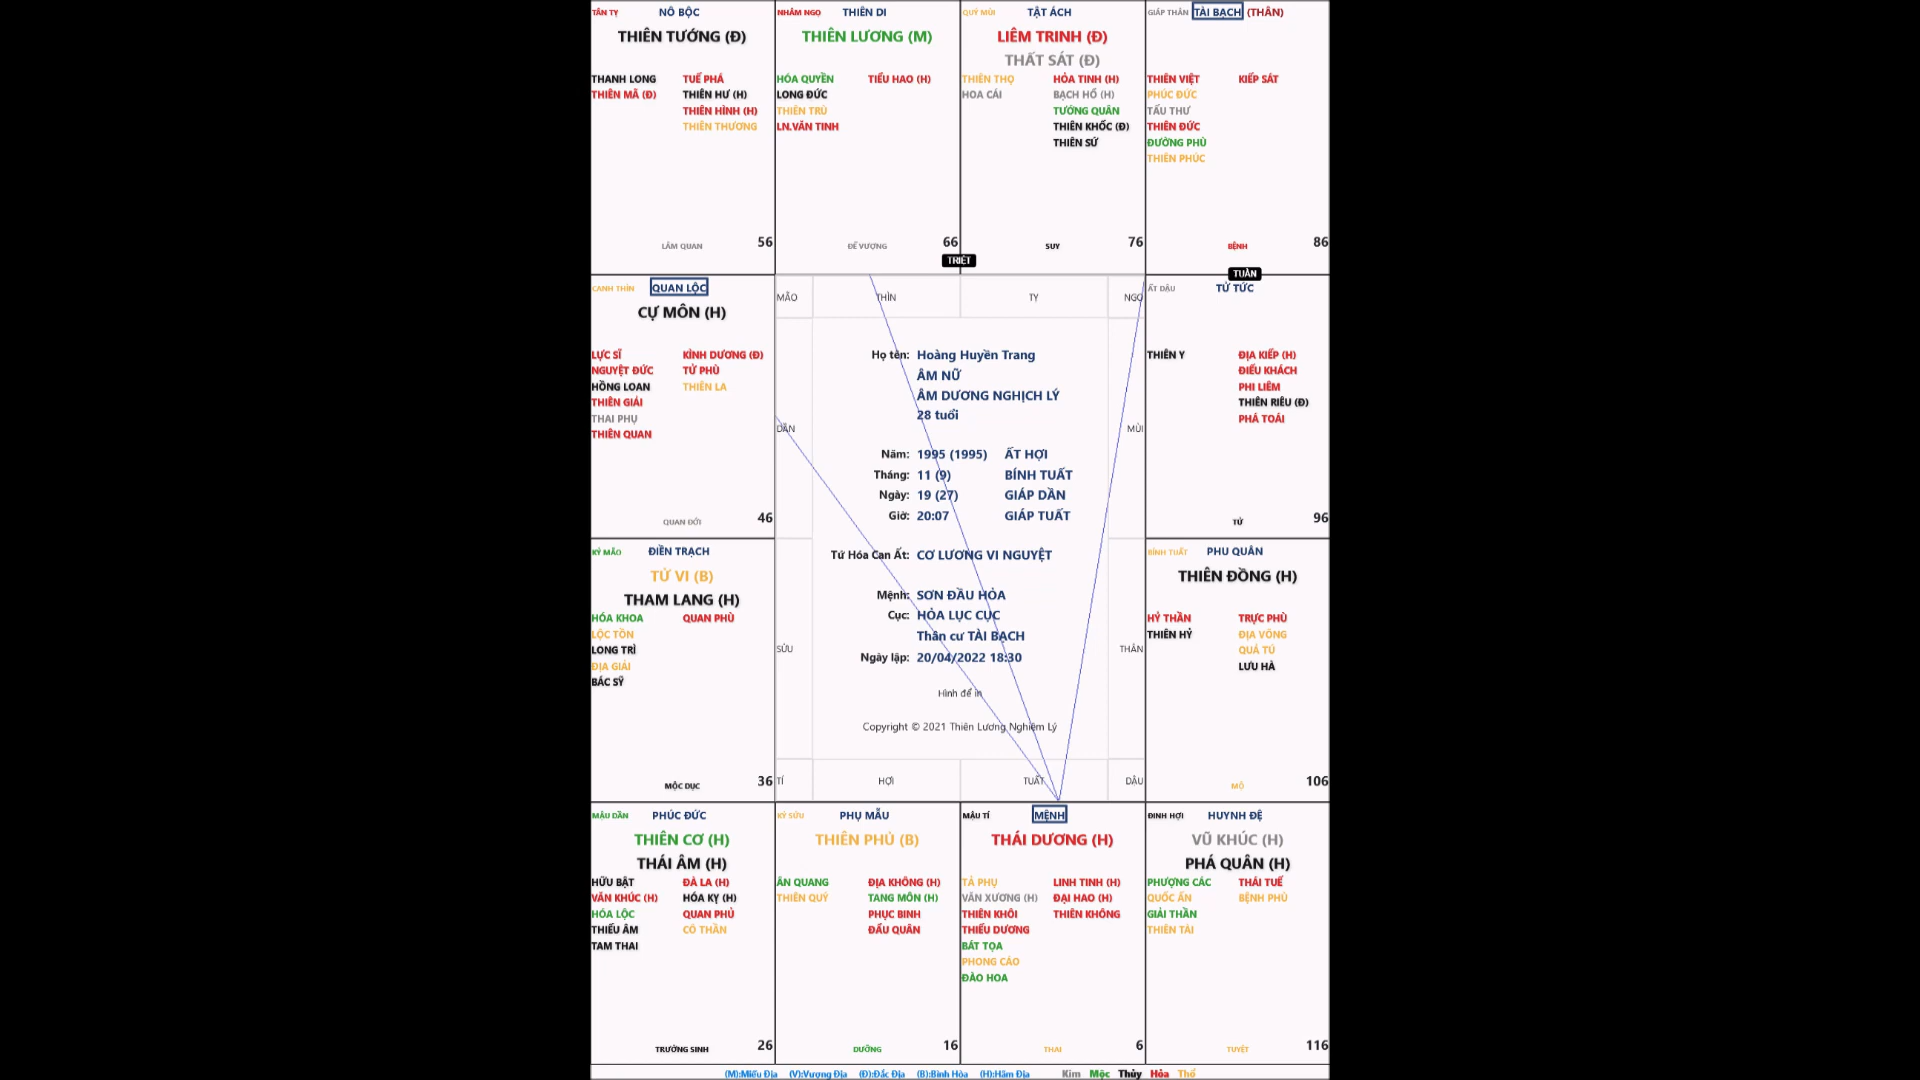 TÂN TỴ NÔ BỘC
THIÊN TƯỚNG (Đ)
THANH LONG TUẾ PHÁ
THIÊN MÃ (Đ) THIÊN HƯ (H)
THIÊN HÌNH (H)
THIÊN THƯƠNG
LÂM QUAN 56
NHÂM NGỌ THIÊN DI
THIÊN LƯƠNG (M)
HÓA QUYỀN TIỂU HAO (H)
LONG ĐỨC
THIÊN TRÙ
LN.VĂN TINH
ĐẾ VƯỢNG 66
QUÝ MÙI TẬT ÁCH
LIÊM TRINH (Đ)
THẤT SÁT (Đ)
THIÊN THỌ HỎA TINH (H)
HOA CÁI BẠCH HỔ (H)
TƯỚNG QUÂN
THIÊN KHỐC (Đ)
THIÊN SỨ
SUY 76
TRIỆT
GIÁP THÂN TÀI BẠCH (THÂN)
THIÊN VIỆT KIẾP SÁT
PHÚC ĐỨC
TẤU THƯ
THIÊN ĐỨC
ĐƯỜNG PHÙ
THIÊN PHÚC
BỆNH 86
TUẦN
CANH THÌN QUAN LỘC
CỰ MÔN (H)
LỰC SĨ KÌNH DƯƠNG (Đ)
NGUYỆT ĐỨC TỬ PHÙ
HỒNG LOAN THIÊN LA
THIÊN GIẢI
THAI PHỤ
THIÊN QUAN
QUAN ĐỚI 46
MÃO THÌN TỴ NGỌ
DẦN MÙI
SỬU THÂN
TÍ HỢI TUẤT DẬU
Họ tên: Hoàng Huyền Trang
ÂM NỮ
ÂM DƯƠNG NGHỊCH LÝ
28 tuổi
Năm: 1995 (1995) ẤT HỢI
Tháng: 11 (9) BÍNH TUẤT
Ngày: 19 (27) GIÁP DẦN
Giờ: 20:07 GIÁP TUẤT
Tứ Hóa Can Ất: CƠ LƯƠNG VI NGUYỆT
Mệnh: SƠN ĐẦU HỎA
Cục: HỎA LỤC CỤC
Thân cư TÀI BẠCH
Ngày lập: 20/04/2022 18:30
Hình để in
Copyright © 2021 Thiên Lương Nghiệm Lý
ẤT DẬU TỬ TỨC
THIÊN Y ĐỊA KIẾP (H)
ĐIẾU KHÁCH
PHI LIÊM
THIÊN RIÊU (Đ)
PHÁ TOÁI
TỬ 96
KỶ MÃO ĐIỀN TRẠCH
TỬ VI (B)
THAM LANG (H)
HÓA KHOA QUAN PHÙ
LỘC TỒN
LONG TRÌ
ĐỊA GIẢI
BÁC SỸ
MỘC DỤC 36
BÍNH TUẤT PHU QUÂN
THIÊN ĐỒNG (H)
HỶ THẦN TRỰC PHÙ
THIÊN HỶ ĐỊA VÕNG
QUẢ TÚ
LƯU HÀ
MỘ 106
MẬU DẦN PHÚC ĐỨC
THIÊN CƠ (H)
THÁI ÂM (H)
HỮU BẬT ĐÀ LA (H)
VĂN KHÚC (H) HÓA KỴ (H)
HÓA LỘC QUAN PHỦ
THIẾU ÂM CÔ THẦN
TAM THAI
TRƯỜNG SINH 26
KỶ SỬU PHỤ MẪU
THIÊN PHỦ (B)
ÂN QUANG ĐỊA KHÔNG (H)
THIÊN QUÝ TANG MÔN (H)
PHỤC BINH
ĐẨU QUÂN
DƯỠNG 16
MẬU TÍ MỆNH
THÁI DƯƠNG (H)
TẢ PHỤ LINH TINH (H)
VĂN XƯƠNG (H) ĐẠI HAO (H)
THIÊN KHÔI THIÊN KHÔNG
THIẾU DƯƠNG
BÁT TỌA
PHONG CÁO
ĐÀO HOA
THAI 6
ĐINH HỢI HUYNH ĐỆ
VŨ KHÚC (H)
PHÁ QUÂN (H)
PHƯỢNG CÁC THÁI TUẾ
QUỐC ẤN BỆNH PHÙ
GIẢI THẦN
THIÊN TÀI
TUYỆT 116
(M):Miếu Địa (V):Vượng Địa (Đ):Đắc Địa (B):Bình Hòa (H):Hãm Địa Kim Mộc Thủy Hỏa Thổ